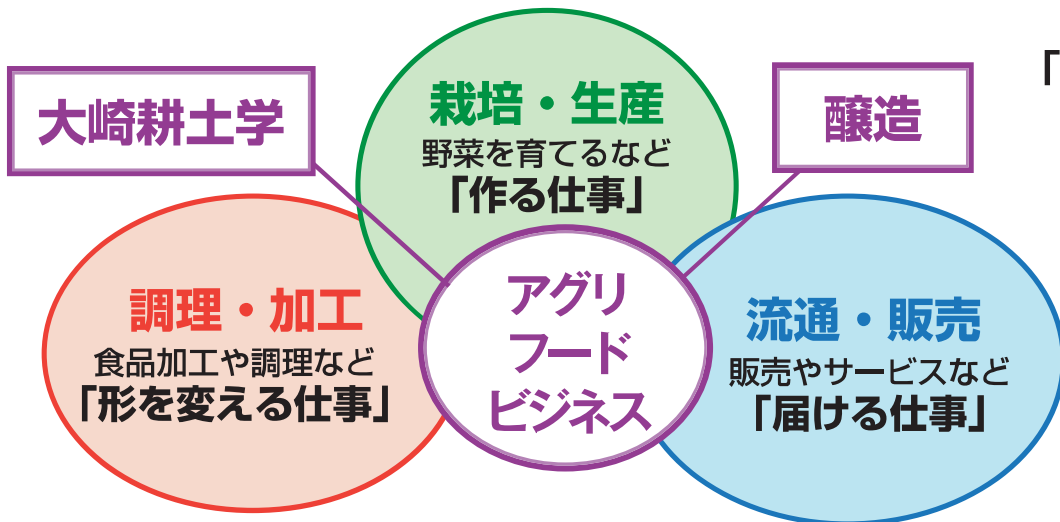 大崎耕土学
栽培・生産
野菜を育てるなど
「作る仕事」
醸造
「
調理・加工
食品加工や調理など
「形を変える仕事」
アグリ
フード
ビジネス
流通・販売
販売やサービスなど
「届ける仕事」